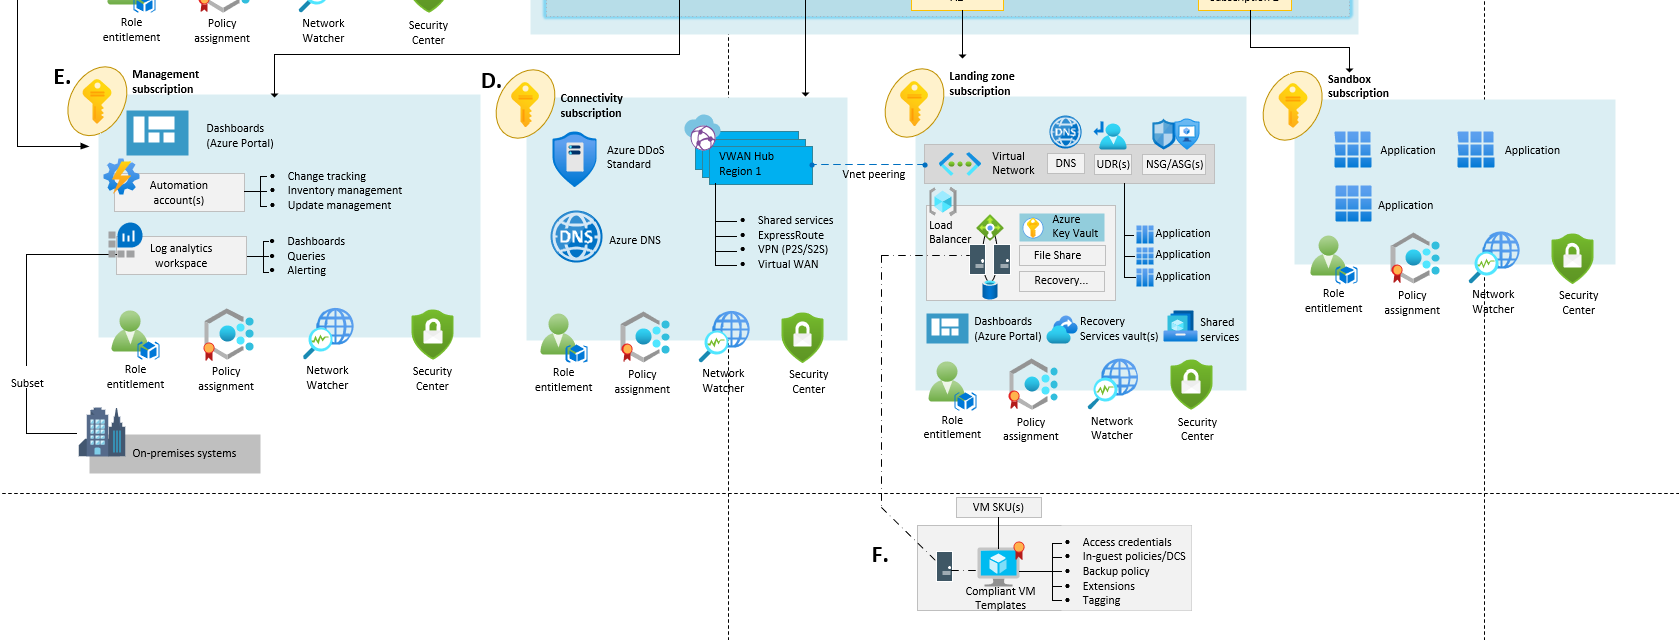 Role
entitlement
Policy
assignment
Network
Watcher
Security
Center
E.
Management
subscription
Dashboards
(Azure Portal)
Automation
account(s)
• Change tracking
• Inventory management
• Update management
Log analytics
workspace
• Dashboards
• Queries
• Alerting
Role
entitlement
Policy
assignment
Network
Watcher
Security
Center
Subset
On-premises systems
D.
Connectivity
subscription
Azure DDoS
Standard
Azure DNS
DNS
VWAN Hub
Region 1
• Shared services
• ExpressRoute
• VPN (P2S/S2S)
• Virtual WAN
Role
entitlement
Policy
assignment
Network
Watcher
Security
Center
Vnet peering
Landing zone
subscription
Virtual
Network
DNS
DNS
UDR(s)
NSG/ASG(s)
Load
Balancer
Azure
Key Vault
File Share
Recovery...
Application
Application
Application
Dashboards
(Azure Portal)
Recovery
Services vault(s)
Shared
services
Role
entitlement
Policy
assignment
Network
Watcher
Security
Center
Sandbox
subscription
Application
Application
Application
Role
entitlement
Policy
assignment
Network
Watcher
Security
Center
F.
VM SKU(s)
Compliant VM
Templates
• Access credentials
• In-guest policies/DCS
• Backup policy
• Extensions
• Tagging